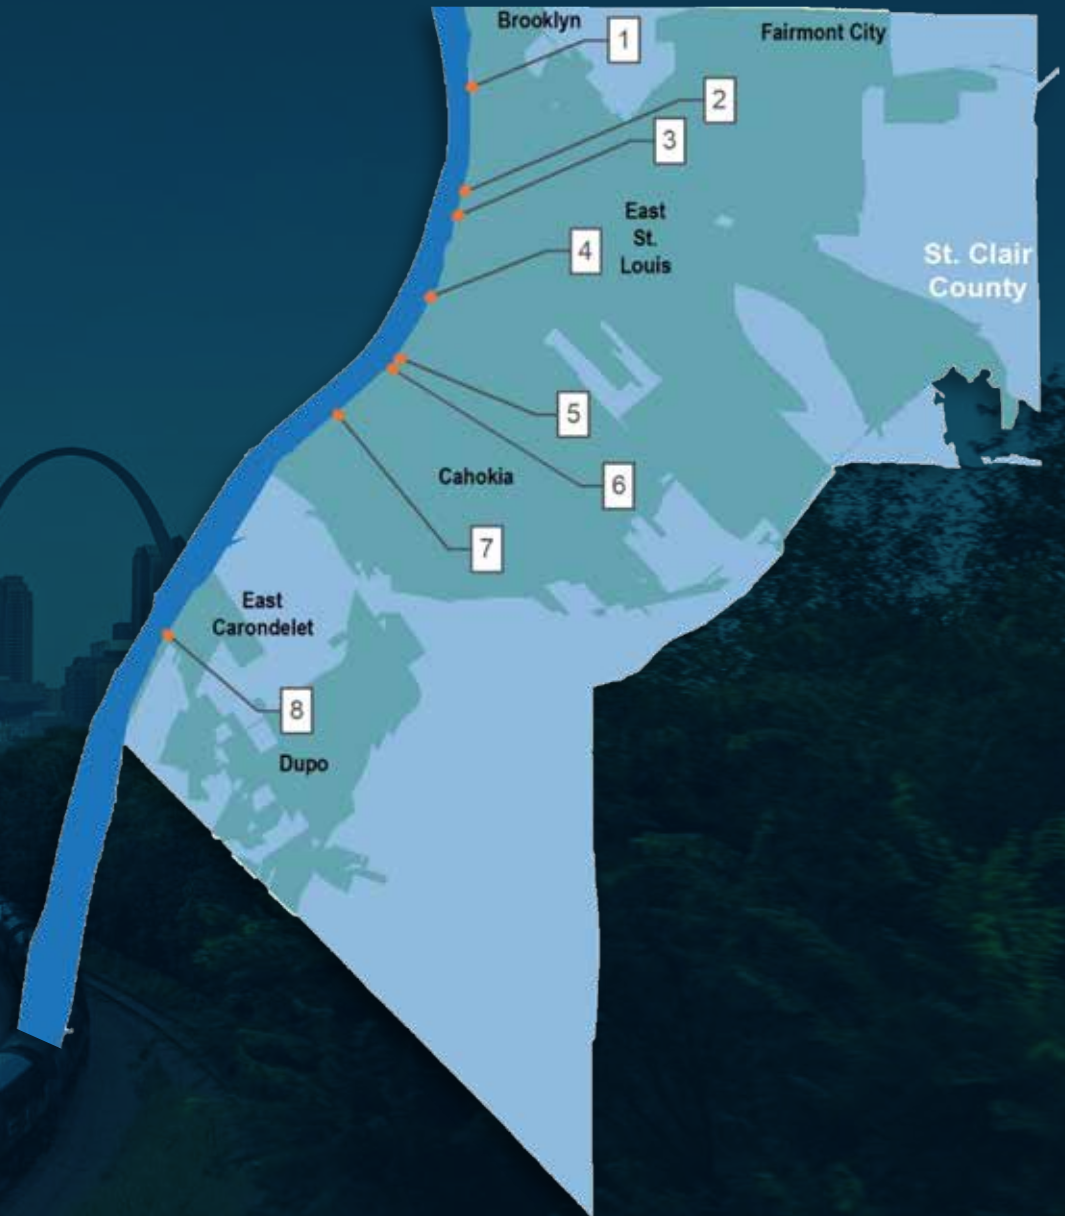 Brooklyn
1
Fairmont City
2
3
East
St.
Louis
4
St. Clair
County
5
Cahokia
6
7
East
Carondelet
8
Dupo